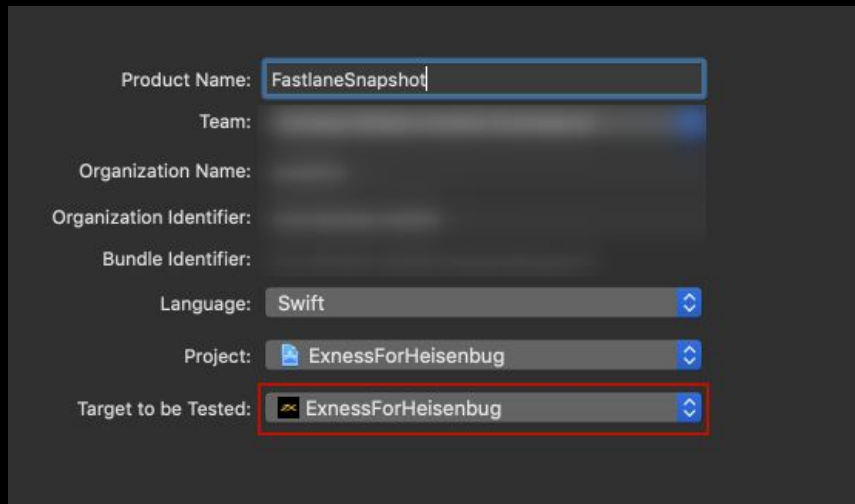 Product Name: FastlaneSnapshot
Team:
Organization Name:
Organization Identifier:
Bundle Identifier:
Language: Swift
Project: ExnessForHeisenbug
Target to be Tested: ExnessForHeisenbug